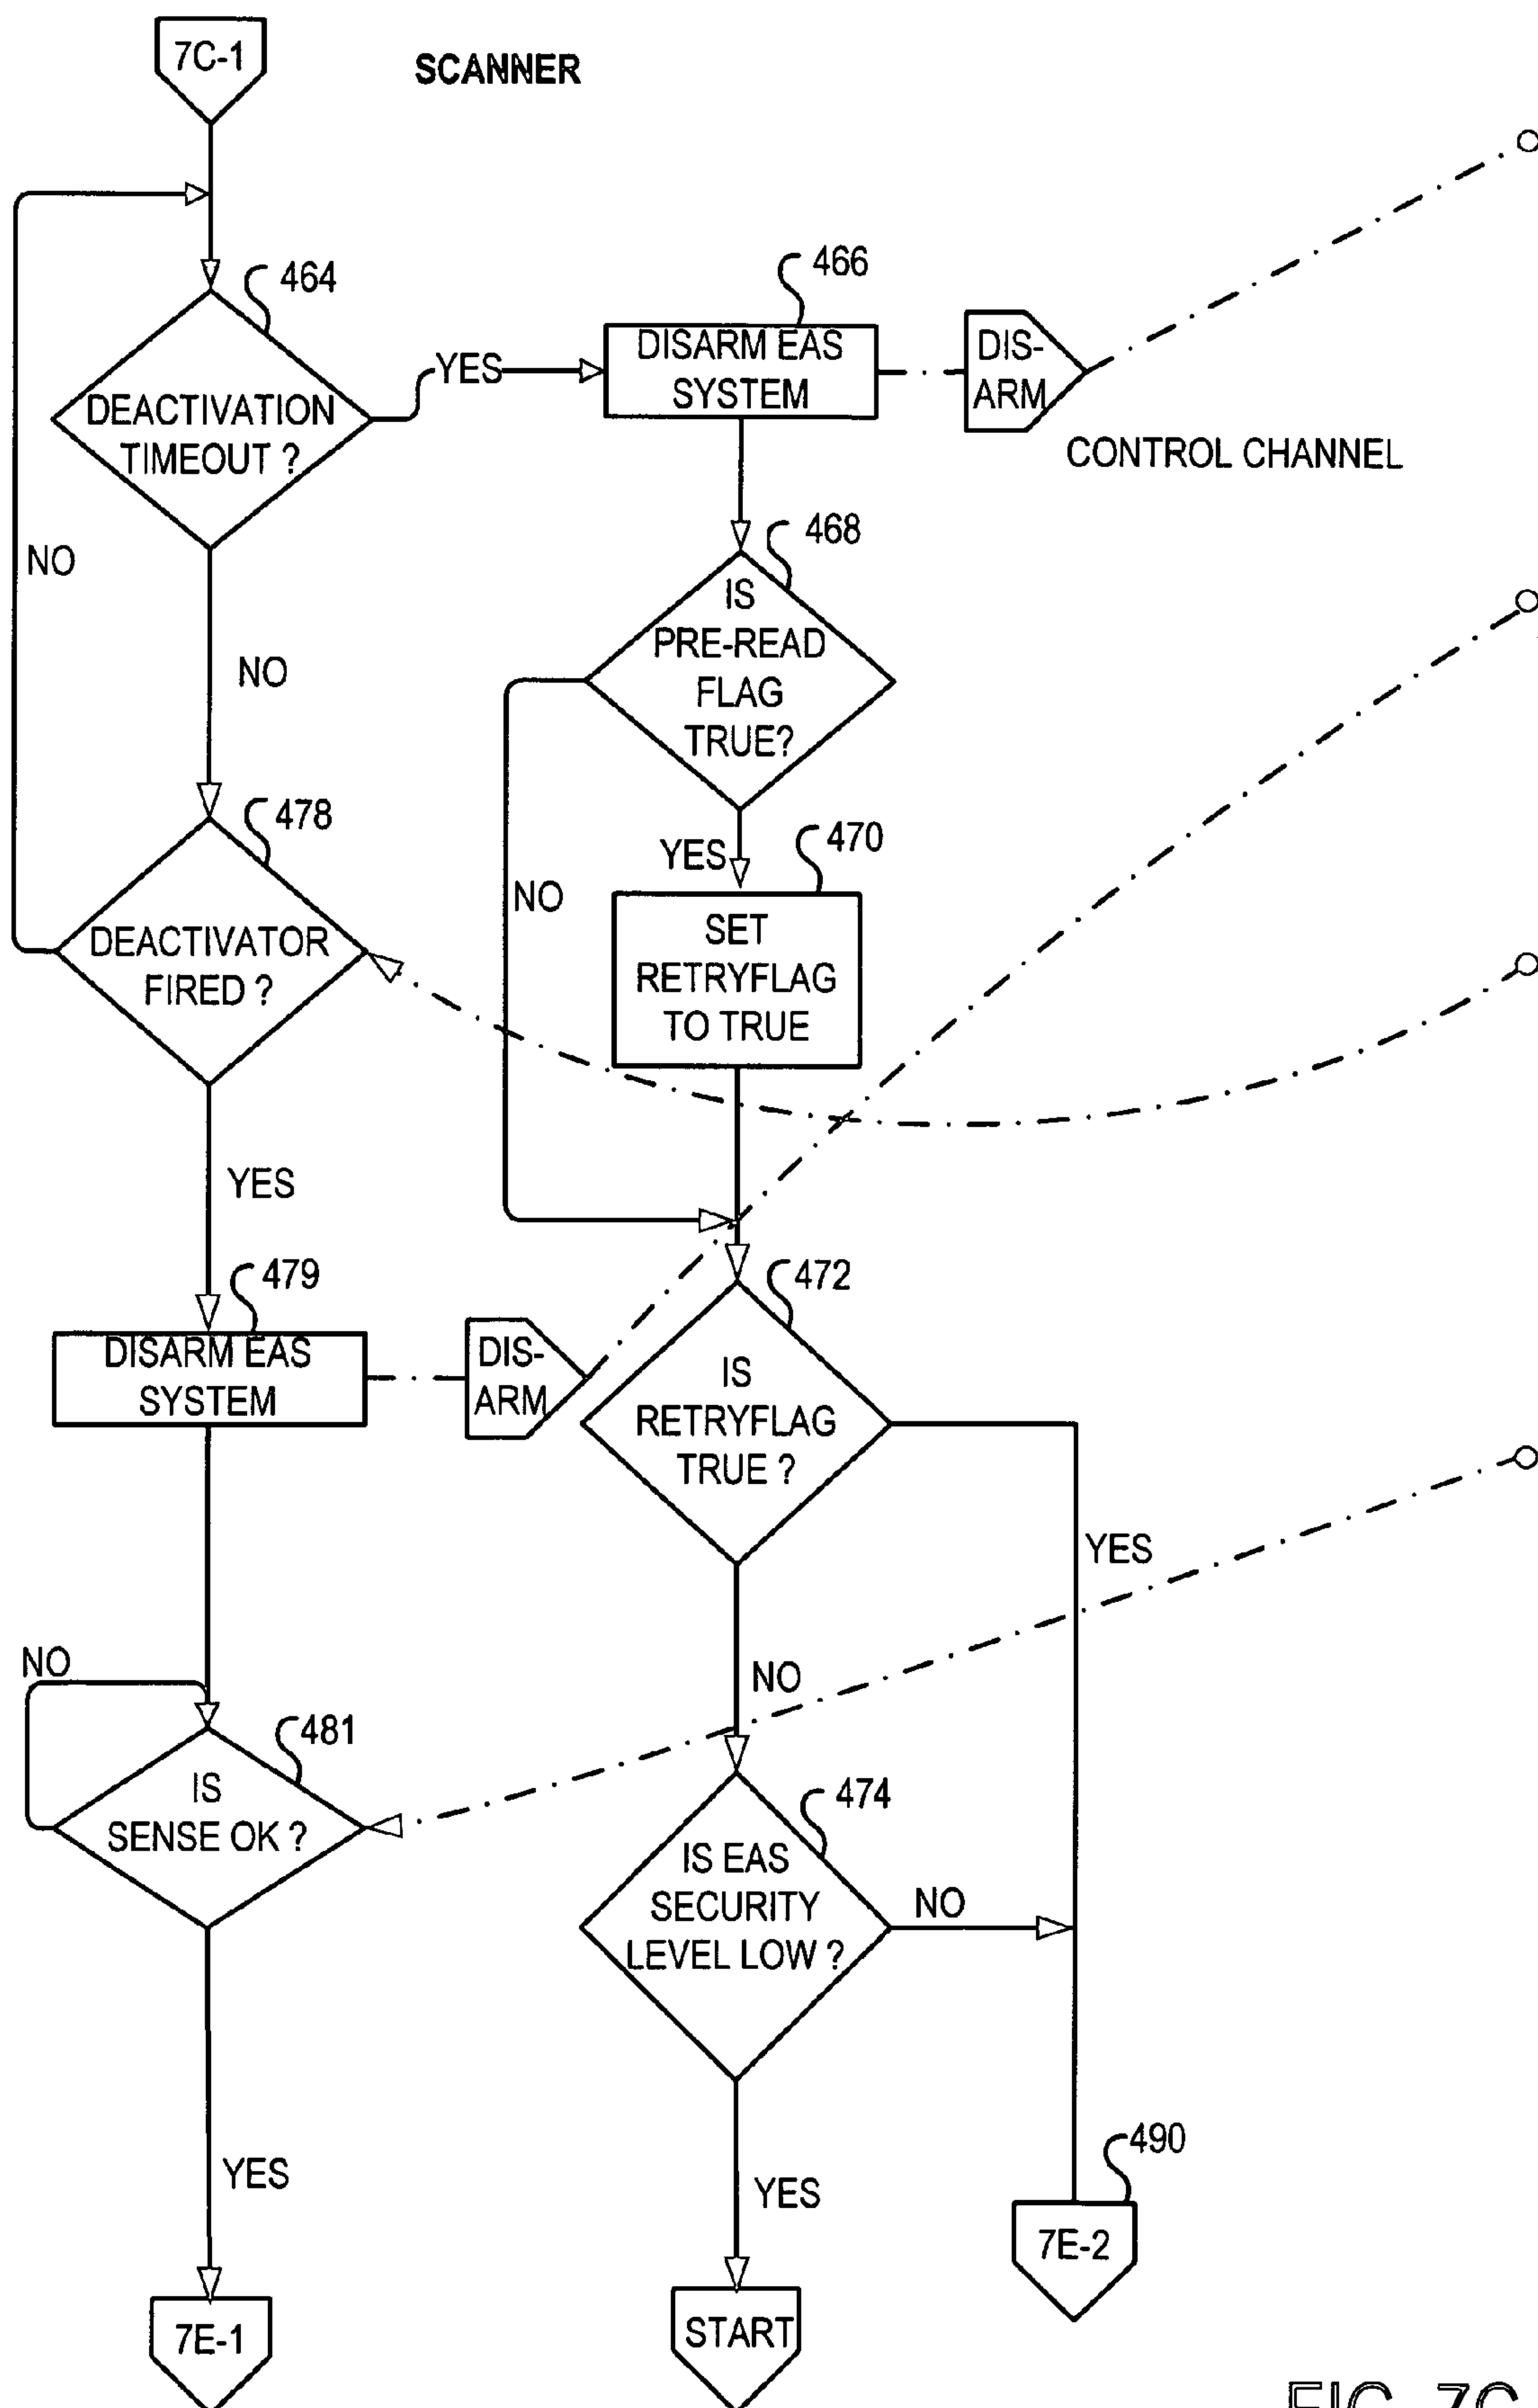 7C-1
SCANNER
464
DEACTIVATION
TIMEOUT ?
YES
466
DISARM EAS
SYSTEM
DIS-
ARM
CONTROL CHANNEL
NO
NO
468
IS
PRE-READ
FLAG
TRUE?
YES
NO
470
SET
RETRYFLAG
TO TRUE
478
DEACTIVATOR
FIRED ?
YES
479
DISARM EAS
SYSTEM
DIS-
ARM
472
IS
RETRYFLAG
TRUE ?
YES
NO
NO
481
IS
SENSE OK ?
474
IS EAS
SECURITY
LEVEL LOW ?
NO
YES
YES
490
7E-2
7E-1
START
FIG. 7C